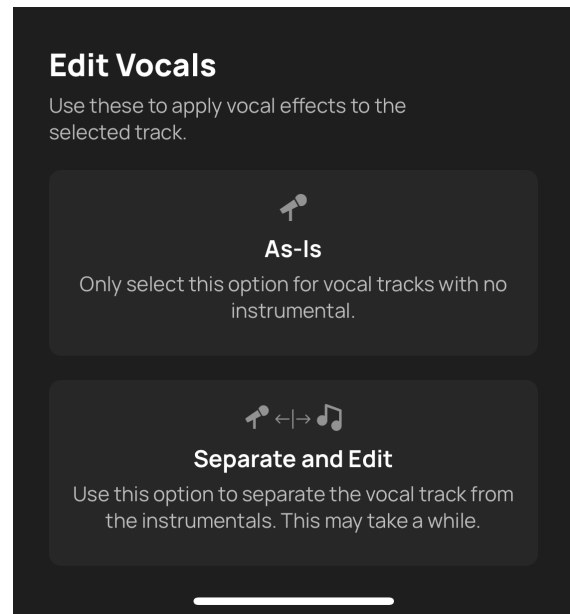 Edit Vocals
Use these to apply vocal effects to the
selected track.
As-Is
Only select this option for vocal tracks with no
instrumental.
Separate and Edit
Use this option to separate the vocal track from
the instrumentals. This may take a while.